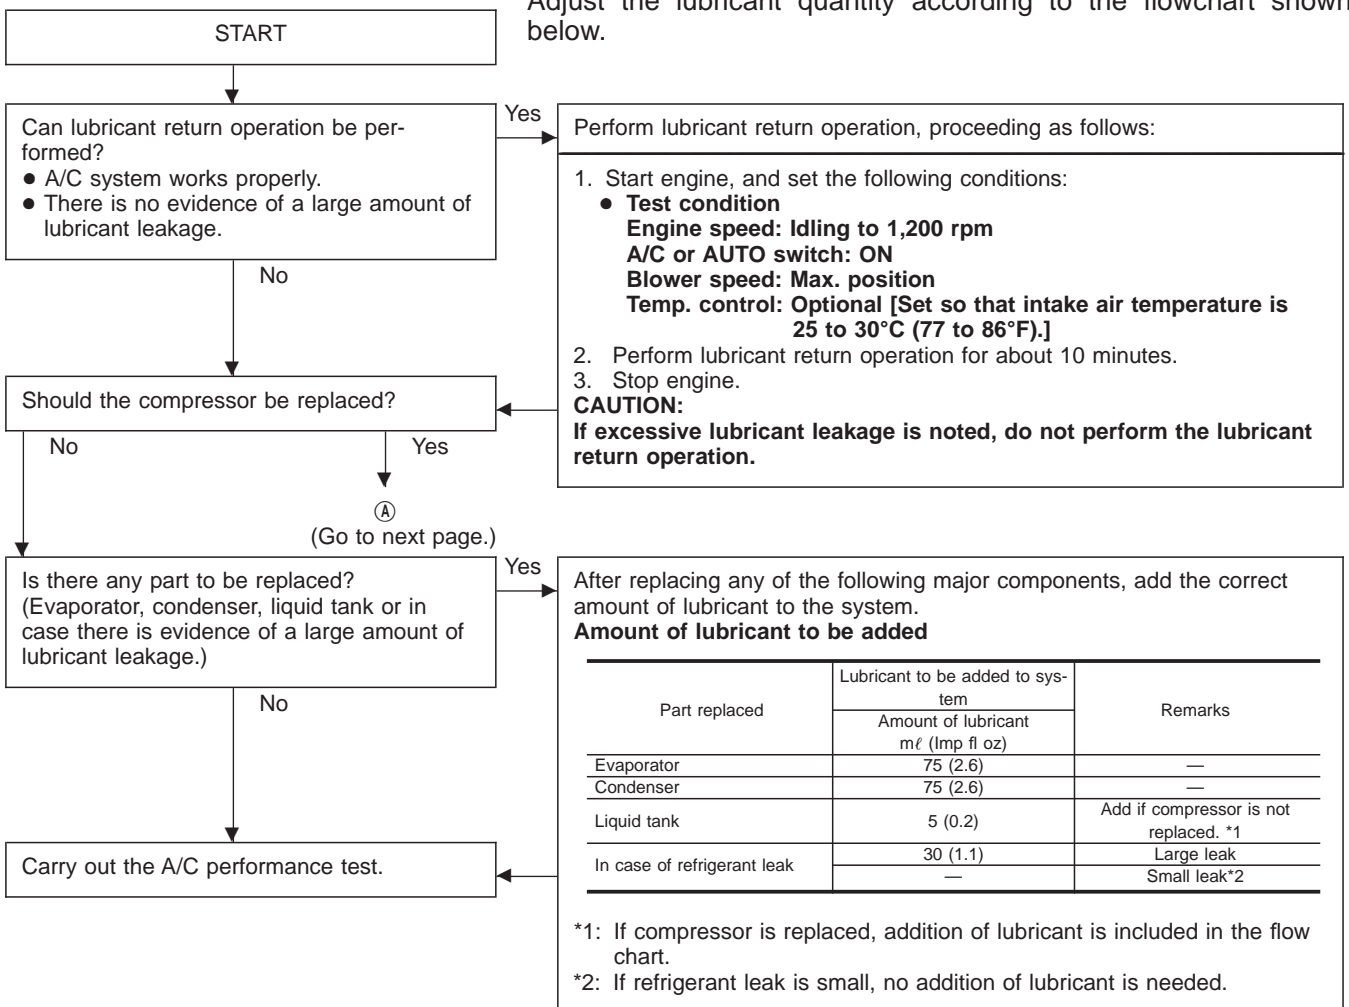 Adjust the lubricant quantity according to the flowchart shown
below.
START
Can lubricant return operation be per-
formed?
● A/C system works properly.
● There is no evidence of a large amount of
lubricant leakage.
Yes
No
Perform lubricant return operation, proceeding as follows:
1. Start engine, and set the following conditions:
● Test condition
Engine speed: Idling to 1,200 rpm
A/C or AUTO switch: ON
Blower speed: Max. position
Temp. control: Optional [Set so that intake air temperature is
25 to 30°C (77 to 86°F).]
2. Perform lubricant return operation for about 10 minutes.
3. Stop engine.
CAUTION:
If excessive lubricant leakage is noted, do not perform the lubricant
return operation.
Should the compressor be replaced?
No
Yes
Ⓐ
(Go to next page.)
Is there any part to be replaced?
(Evaporator, condenser, liquid tank or in
case there is evidence of a large amount of
lubricant leakage.)
Yes
No
After replacing any of the following major components, add the correct
amount of lubricant to the system.
Amount of lubricant to be added
Part replaced
Lubricant to be added to sys-
tem
Amount of lubricant
mℓ (Imp fl oz)
Remarks
Evaporator 75 (2.6) —
Condenser 75 (2.6) —
Liquid tank 5 (0.2) Add if compressor is not
replaced. *1
In case of refrigerant leak 30 (1.1) Large leak
— Small leak*2
*1: If compressor is replaced, addition of lubricant is included in the flow
chart.
*2: If refrigerant leak is small, no addition of lubricant is needed.
Carry out the A/C performance test.